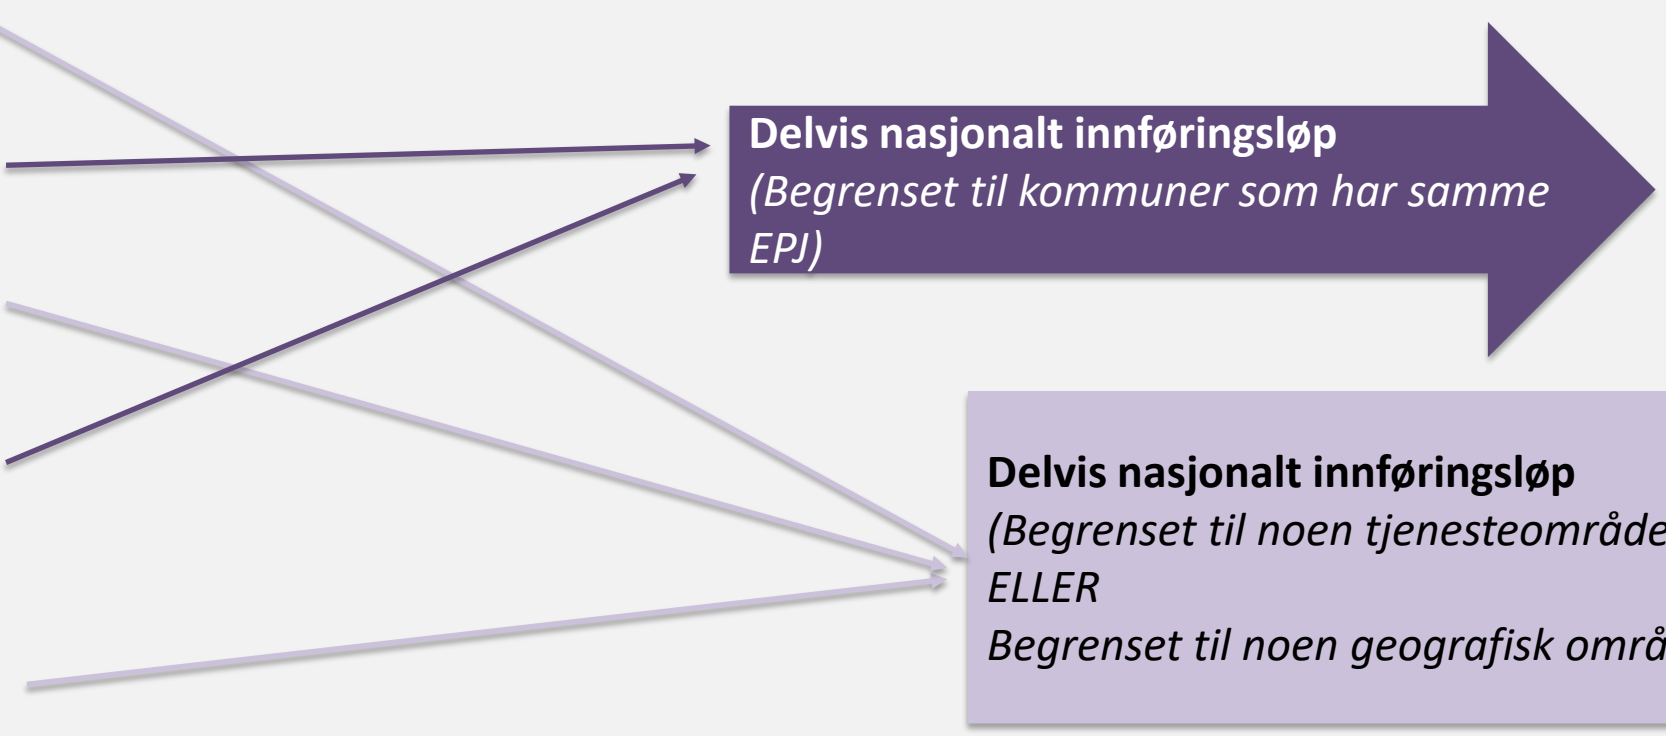 Delvis nasjonalt innføringsløp
(Begrenset til kommuner som har samme
EPJ)
Delvis nasjonalt innføringsløp
(Begrenset til noen
ELLER
Begrenset til noen geografisk